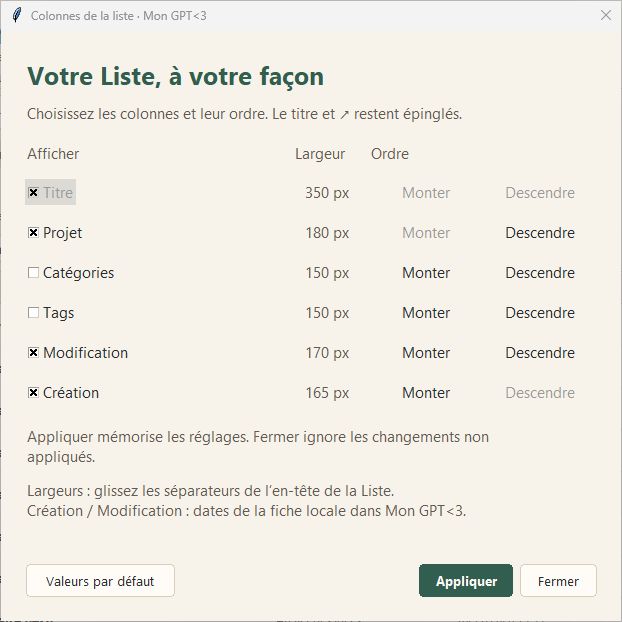 Colonnes de la liste · Mon GPT<3
Votre Liste, à votre façon
Choisissez les colonnes et leur ordre. Le titre et ↗ restent épinglés.
Afficher Largeur Ordre
Titre 350 px Monter Descendre
Projet 180 px Monter Descendre
Catégories 150 px Monter Descendre
Tags 150 px Monter Descendre
Modification 170 px Monter Descendre
Création 165 px Monter Descendre
Appliquer mémorise les réglages. Fermer ignore les changements non
appliqués.
Largeurs : glissez les séparateurs de l'en-tête de la Liste.
Création / Modification : dates de la fiche locale dans Mon GPT<3.
Valeurs par défaut Appliquer Fermer